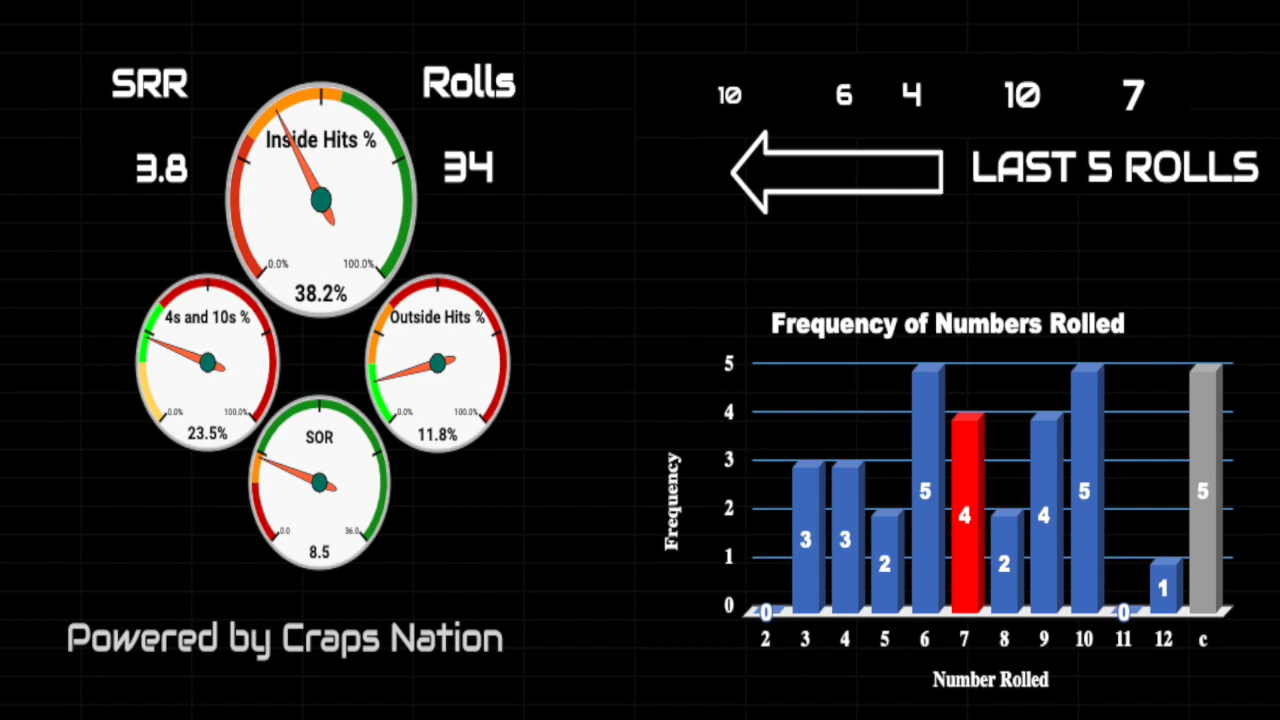 SRR
3.8
Rolls
34
Inside Hits %
0.0%
100.0%
38.2%
4s and 10s %
0.0%
100.0%
23.5%
Outside Hits %
0.0%
100.0%
11.8%
SOR
0.0
36.0
8.5
Powered by Craps Nation
10 6 4 10 7
LAST 5 ROLLS
Frequency of Numbers Rolled
5
4
3
2
1
0
Frequency
0 3 3 2 5 4 2 4 5 0 1 5
2 3 4 5 6 7 8 9 10 11 12 c
Number Rolled